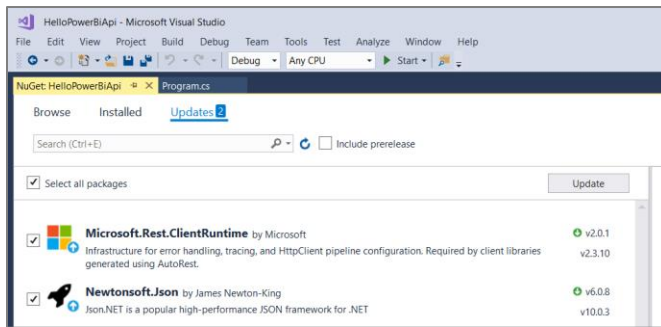 HelloPowerBiApi - Microsoft Visual Studio
File Edit View Project Build Debug Team Tools Test Analyze Window Help
Debug Any CPU Start
NuGet: HelloPowerBiApi Program.cs
Browse Installed Updates 2
Search (Ctrl+E) Include prerelease
Select all packages Update
Microsoft.Rest.ClientRuntime by Microsoft v2.0.1
Infrastructure for error handling, tracing, and HttpClient pipeline configuration. Required by client libraries v2.3.10
generated using AutoRest.
Newtonsoft.Json by James Newton-King v6.0.8
Json.NET is a popular high-performance JSON framework for .NET v10.0.3